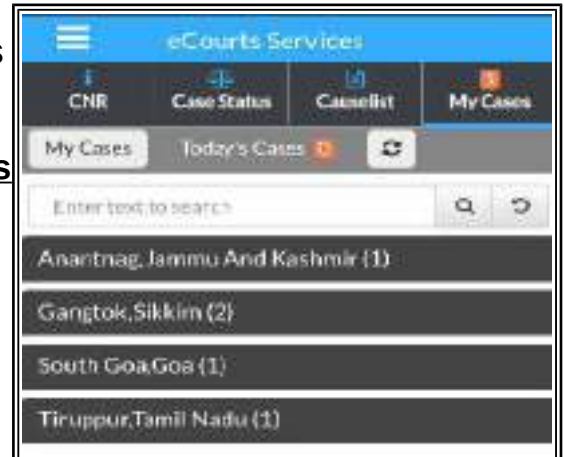 s
eCourts Services
CNR Case Status Causelist My Cases
My Cases Today's Cases
s
Enter text to search
Anantnag,Jammu And Kashmir (1)
Gangtok,Sikkim (2)
South Goa,Goa (1)
Tiruppur,Tamil Nadu (1)